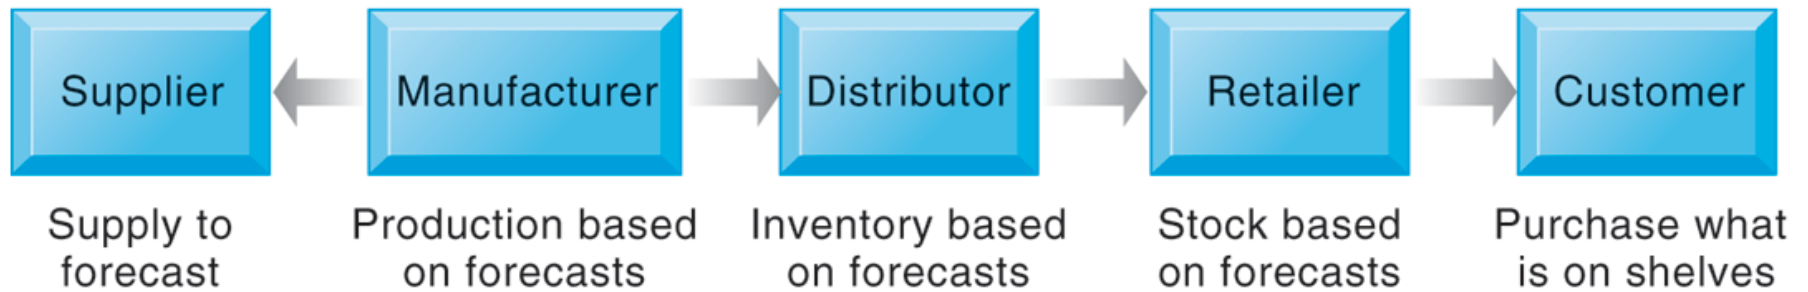 Supplier
Manufacturer
Distributor
Retailer
Customer
Supply to
forecast
Production based
on forecasts
Inventory based
on forecasts
Stock based
on forecasts
Purchase what
is on shelves